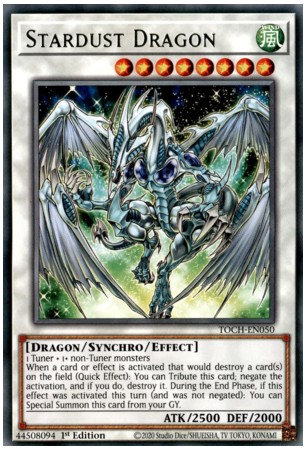 STARDUST DRAGON
WIND
風
TOCH-EN050
[DRAGON/SYNCHRO/EFFECT]
1 Tuner + 1+ non-Tuner monsters
When a card or effect is activated that would destroy a card(s)
on the field (Quick Effect): You can Tribute this card; negate
the activation, and if you do, destroy it. During the End Phase, if this
effect was activated this turn (and was not negated): You can
Special Summon this card from your GY.
ATK/2500 DEF/2000
44508094 1st Edition ©2020 Studio Dice/SHUEISHA, TV TOKYO, KONAMI